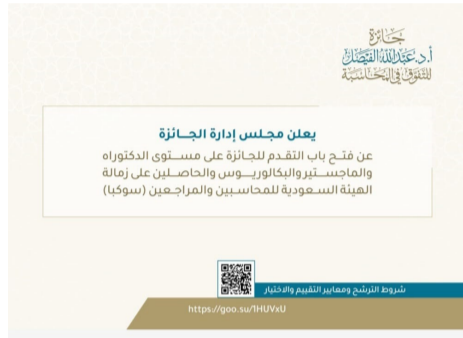 جائزة
أ.د. عبدالله الفيصل
للتفوق في المحاسبة
يعلن مجلس إدارة الجائزة
عن فتح باب التقدم للجائزة على مستوى الدكتوراه
والماجستير والبكالوريوس والحاصلين على زمالة
الهيئة السعودية للمحاسبين والمراجعين (سوكبا)
شروط الترشح ومعايير التقييم والاختيار
https://goo.su/1HUVxU